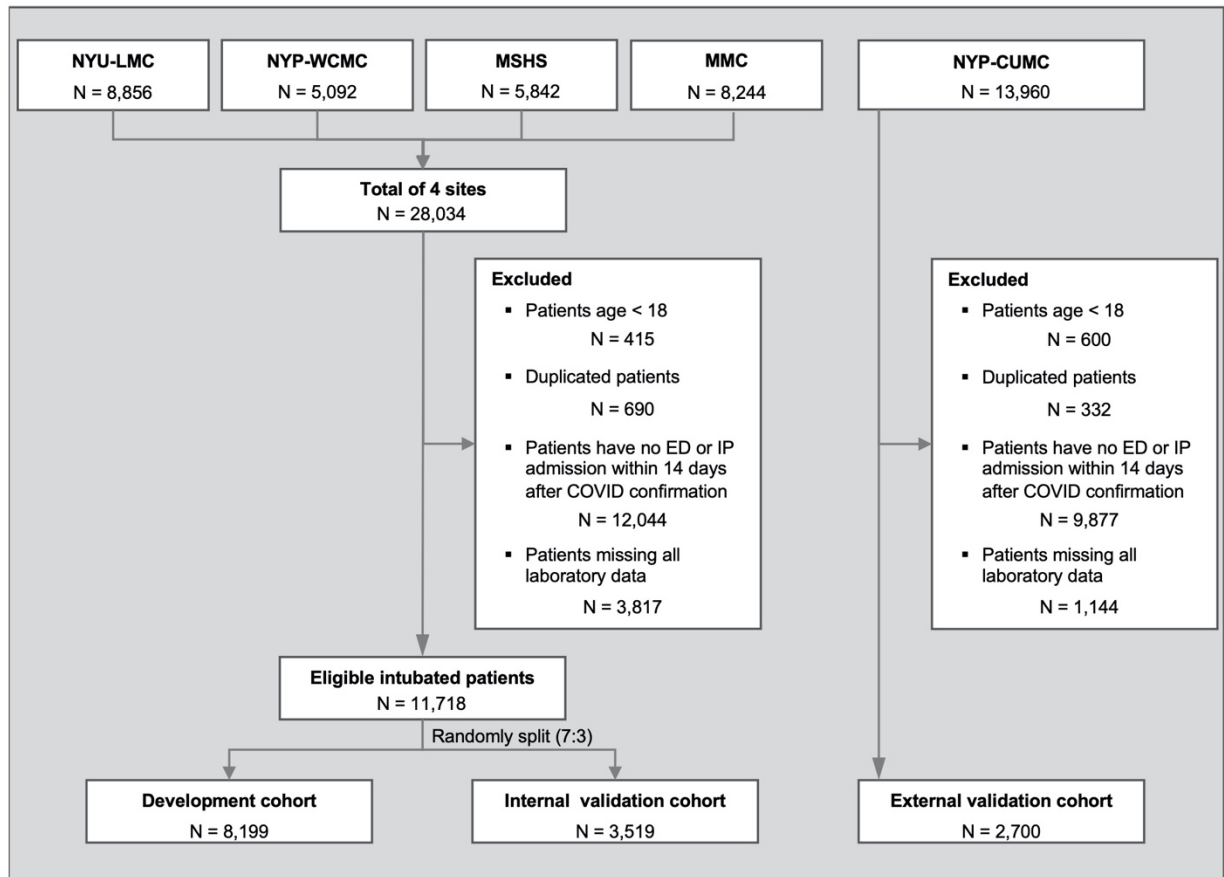 NYU-LMC
N = 8,856
NYP-WCMC
N = 5,092
MSHS
N = 5,842
MMC
N = 8,244
NYP-CUMC
N = 13,960
Total of 4 sites
N = 28,034
Excluded
▪ Patients age < 18
N = 415
▪ Duplicated patients
N = 690
▪ Patients have no ED or IP
admission within 14 days
after COVID confirmation
N = 12,044
▪ Patients missing all
laboratory data
N = 3,817
Excluded
▪ Patients age < 18
N = 600
▪ Duplicated patients
N = 332
▪ Patients have no ED or IP
admission within 14 days
after COVID confirmation
N = 9,877
▪ Patients missing all
laboratory data
N = 1,144
Eligible intubated patients
N = 11,718
Randomly split (7:3)
Development cohort
N = 8,199
Internal validation cohort
N = 3,519
External validation cohort
N = 2,700